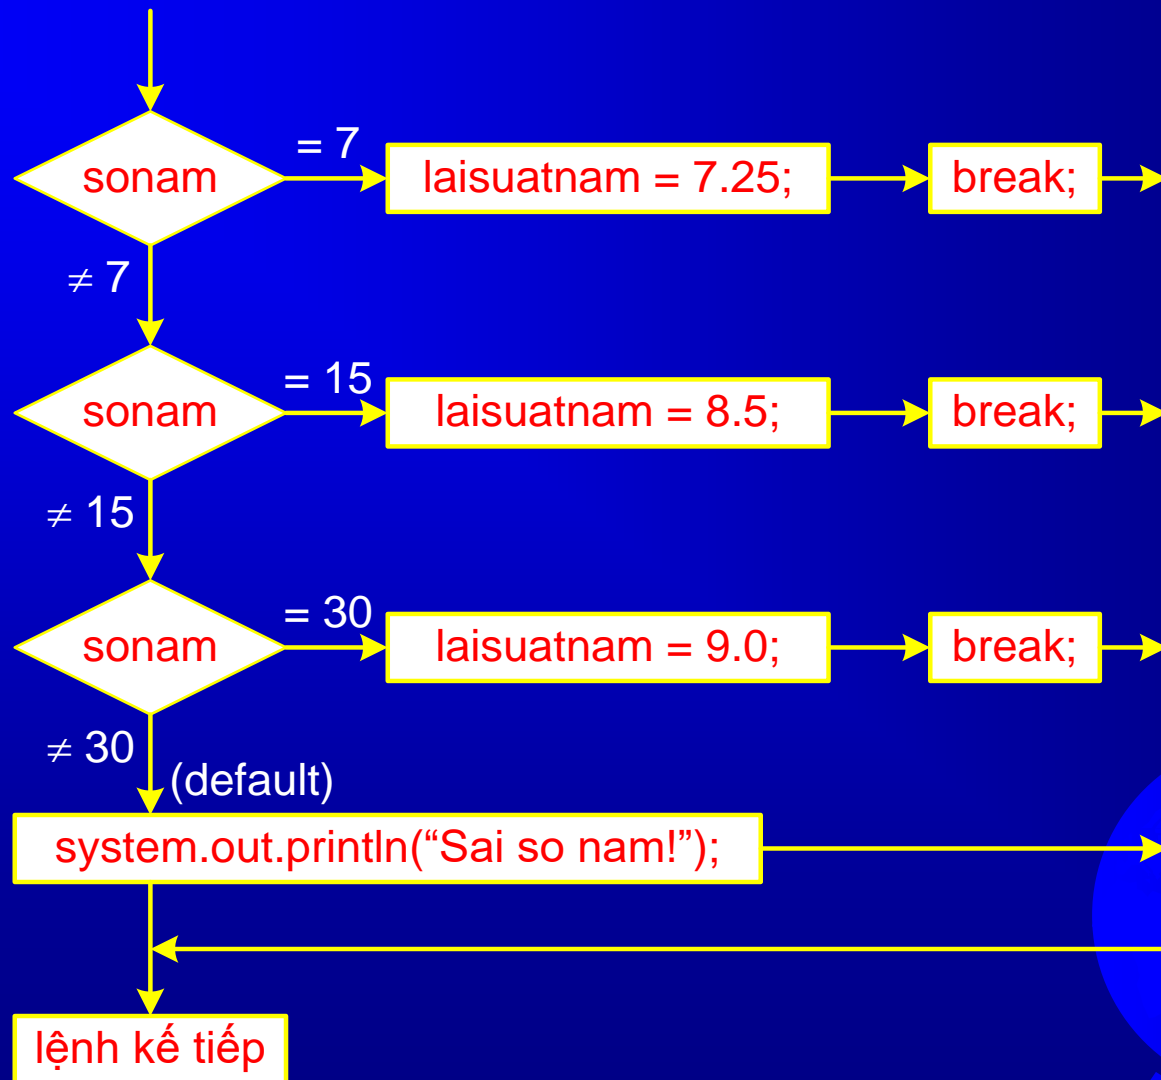 = 7
sonam
laisuatnam = 7.25;
break;
≠ 7
= 15
sonam
laisuatnam = 8.5;
break;
≠ 15
= 30
sonam
laisuatnam = 9.0;
break;
≠ 30
(default)
system.out.println(“Sai so nam!”);
lệnh kế tiếp